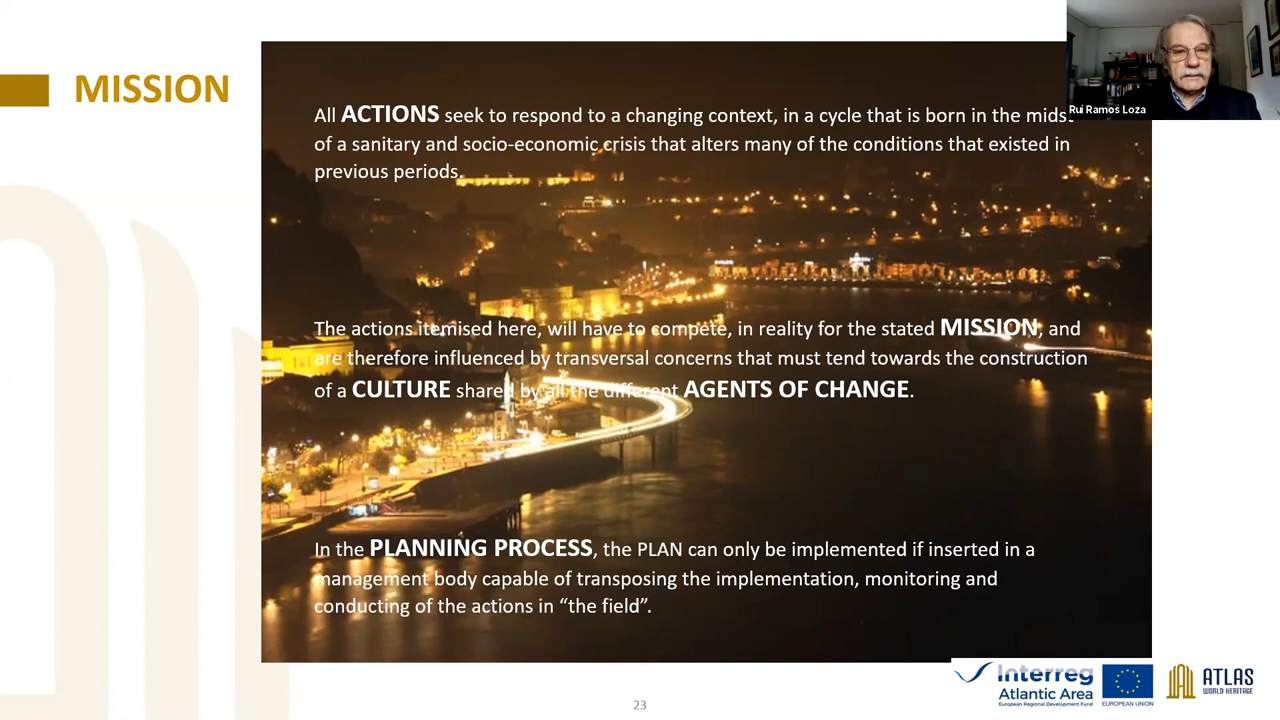 MISSION
All ACTIONS seek to respond to a changing context, in a cycle that is born in the midst
of a sanitary and socio-economic crisis that alters many of the conditions that existed in
previous periods.
Rui Ramos Loza
The actions itemised here, will have to compete, in reality for the stated MISSION, and
are therefore influenced by transversal concerns that must tend towards the construction
of a CULTURE shared by all the different AGENTS OF CHANGE.
In the PLANNING PROCESS, the PLAN can only be implemented if inserted in a
management body capable of transposing the implementation, monitoring and
conducting of the actions in “the field”.
Interreg
Atlantic Area
European Regional Development Fund
EUROPEAN UNION
ATLAS
WORLD HERITAGE
23